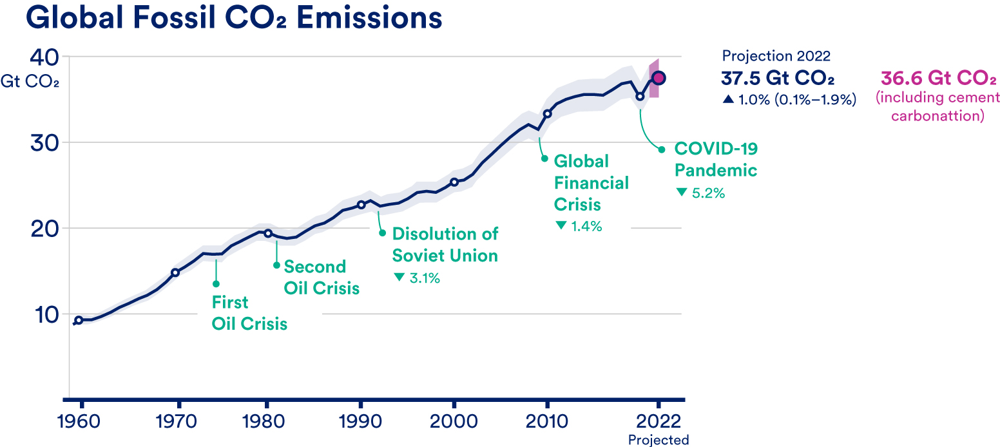 Global Fossil CO₂ Emissions
40
Gt CO₂
30
20
10
Projection 2022
37.5 Gt CO₂
▲ 1.0% (0.1%–1.9%)
36.6 Gt CO₂
(including cement
carbonattion)
COVID-19
Pandemic
▼ 5.2%
Global
Financial
Crisis
▼ 1.4%
Disolution of
Soviet Union
▼ 3.1%
Second
Oil Crisis
First
Oil Crisis
1960
1970
1980
1990
2000
2010
2022
Projected